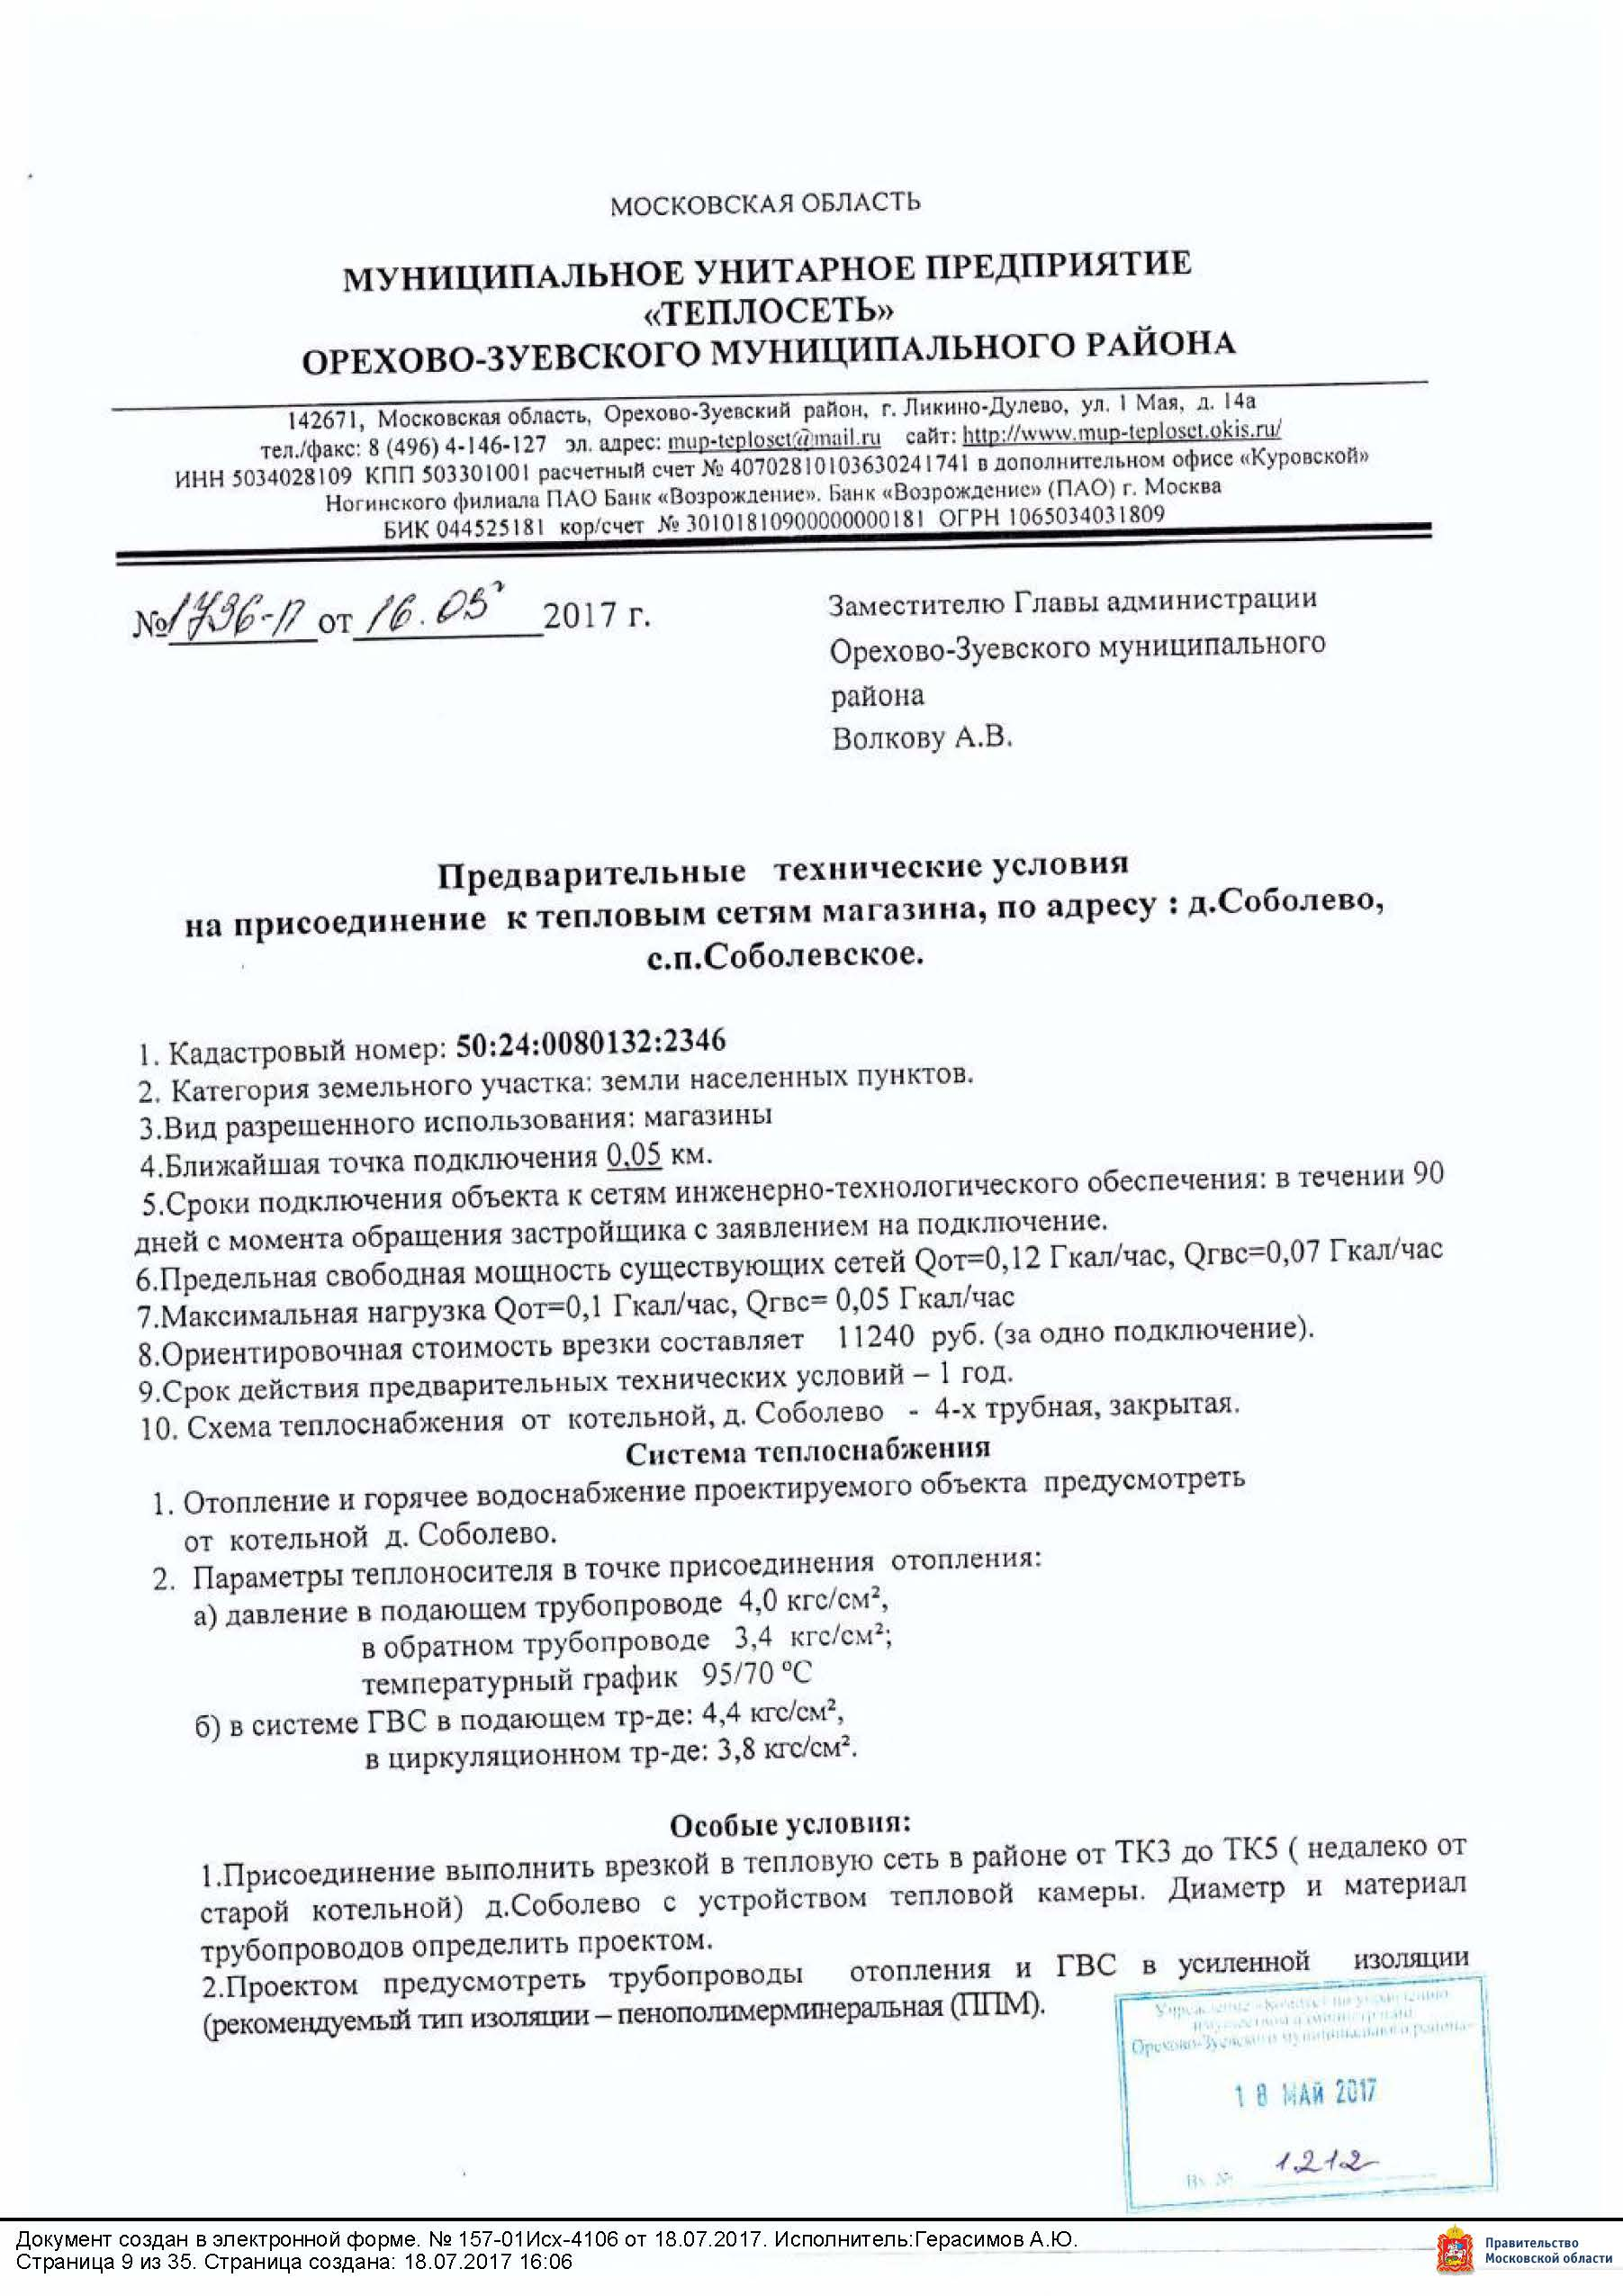 МОСКОВСКАЯ ОБЛАСТЬ
МУНИЦИПАЛЬНОЕ УНИТАРНОЕ ПРЕДПРИЯТИЕ
«ТЕПЛОСЕТЬ»
ОРЕХОВО-ЗУЕВСКОГО МУНИЦИПАЛЬНОГО РАЙОНА
142671, Московская область, Орехово-Зуевский район, г. Ликино-Дулево, ул. 1 Мая, д. 14а
тел./факс: 8 (496) 4-146-127 эл. адрес: mup-teploset@mail.ru сайт: http://www.mup-teploset.okis.ru/
ИНН 5034028109 КПП 503301001 расчетный счет № 40702810103630241741 в дополнительном офисе «Куровской»
Ногинского филиала ПАО Банк «Возрождение». Банк «Возрождение» (ПАО) г. Москва
БИК 044525181 кор/счет № 30101810900000000181 ОГРН 1065034031809
№1796-П от 16.05 2017 г.
Заместителю Главы администрации
Орехово-Зуевского муниципального
района
Волкову А.В.
Предварительные технические условия
на присоединение к тепловым сетям магазина, по адресу : д.Соболево,
с.п.Соболевское.
1. Кадастровый номер: 50:24:0080132:2346
2. Категория земельного участка: земли населенных пунктов.
3.Вид разрешенного использования: магазины
4.Ближайшая точка подключения 0,05 км.
5.Сроки подключения объекта к сетям инженерно-технологического обеспечения: в течении 90
дней с момента обращения застройщика с заявлением на подключение.
6.Предельная свободная мощность существующих сетей Qот=0,12 Гкал/час, Qгвс=0,07 Гкал/час
7.Максимальная нагрузка Qот=0,1 Гкал/час, Qгвс= 0,05 Гкал/час
8.Ориентировочная стоимость врезки составляет 11240 руб. (за одно подключение).
9.Срок действия предварительных технических условий – 1 год.
10. Схема теплоснабжения от котельной, д. Соболево - 4-х трубная, закрытая.
Система теплоснабжения
1. Отопление и горячее водоснабжение проектируемого объекта предусмотреть
от котельной д. Соболево.
2. Параметры теплоносителя в точке присоединения отопления:
а) давление в подающем трубопроводе 4,0 кгс/см²,
в обратном трубопроводе 3,4 кгс/см²;
температурный график 95/70 ºС
б) в системе ГВС в подающем тр-де: 4,4 кгс/см²,
в циркуляционном тр-де: 3,8 кгс/см².
Особые условия:
1.Присоединение выполнить врезкой в тепловую сеть в районе от ТК3 до ТК5 ( недалеко от
старой котельной) д.Соболево с устройством тепловой камеры. Диаметр и материал
трубопроводов определить проектом.
2.Проектом предусмотреть трубопроводы отопления и ГВС в усиленной изоляции
(рекомендуемый тип изоляции – пенополимерминеральная (ППМ).
Учреждение «Комитет по управлению
имуществом администрации
Орехово-Зуевского муниципального района»
18 МАЙ 2017
Вх. № 1212
Документ создан в электронной форме. № 157-01Исх-4106 от 18.07.2017. Исполнитель:Герасимов А.Ю.
Страница 9 из 35. Страница создана: 18.07.2017 16:06
Правительство
Московской области